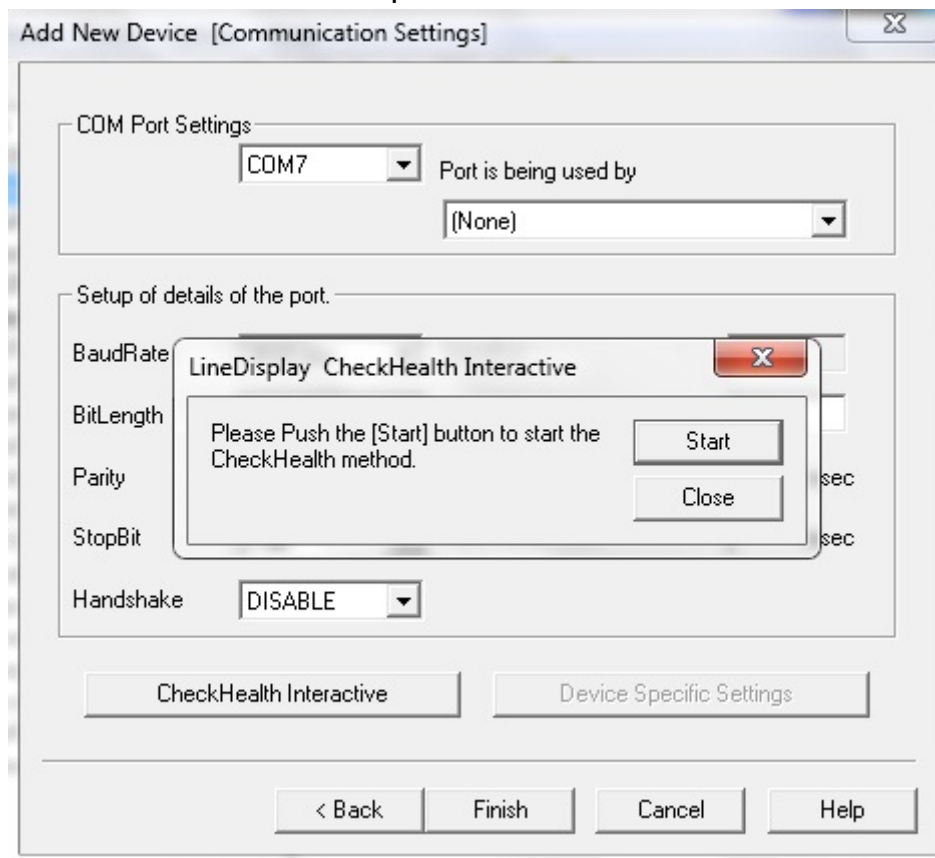 Add New Device [Communication Settings]
COM Port Settings
COM7
Port is being used by
(None)
Setup of details of the port.
BaudRate
LineDisplay CheckHealth Interactive
BitLength
Please Push the [Start] button to start the
CheckHealth method.
Start
Close
Parity
sec
StopBit
sec
Handshake
DISABLE
CheckHealth Interactive
Device Specific Settings
< Back
Finish
Cancel
Help